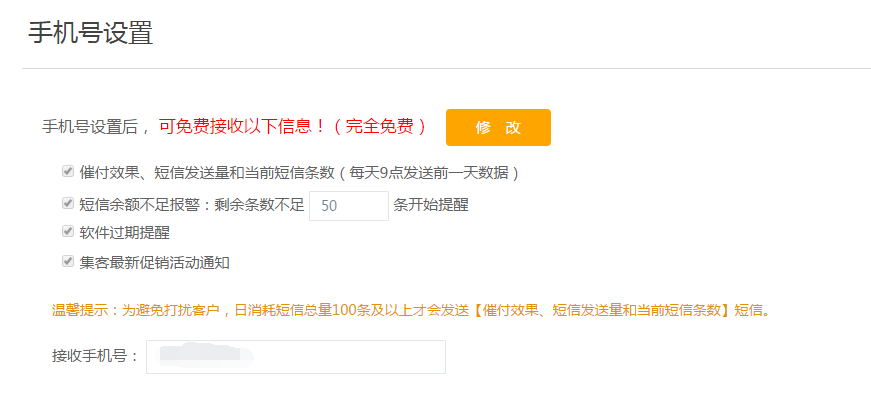 手机号设置
手机号设置后，可免费接收以下信息！（完全免费） 修 改
催付效果、短信发送量和当前短信条数（每天9点发送前一天数据）
短信余额不足报警：剩余条数不足 50 条开始提醒
软件过期提醒
集客最新促销活动通知
温馨提示：为避免打扰客户，日消耗短信总量100条及以上才会发送【催付效果、短信发送量和当前短信条数】短信。
接收手机号：